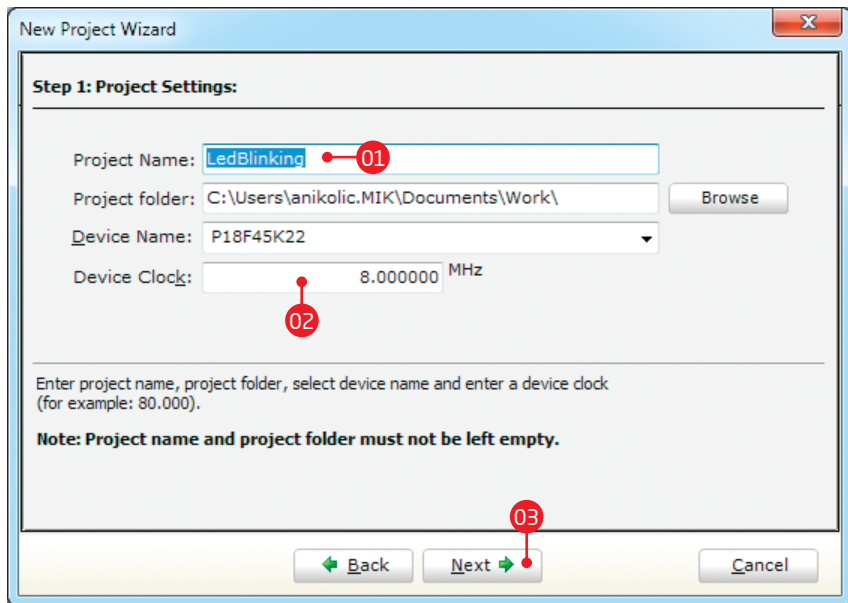 New Project Wizard
Step 1: Project Settings:
Project Name: LedBlinking 01
Project folder: C:\Users\anikolic.MIK\Documents\Work\ Browse
Device Name: P18F45K22
Device Clock: 8.000000 MHz
02
Enter project name, project folder, select device name and enter a device clock
(for example: 80.000).
Note: Project name and project folder must not be left empty.
03
Back Next Cancel